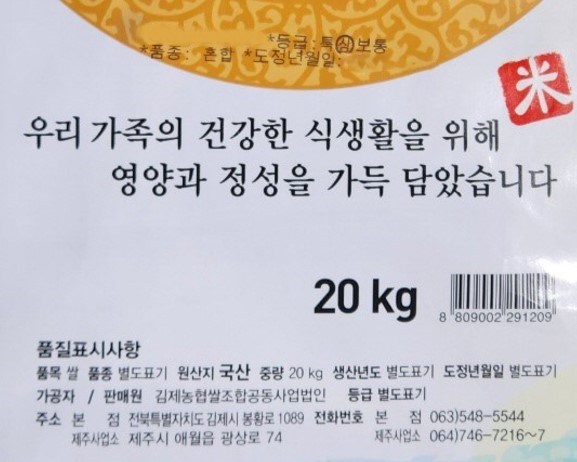 *등급: 특 상 보통
*품종: 혼합 *도정년월일:
米
우리 가족의 건강한 식생활을 위해
영양과 정성을 가득 담았습니다
20 kg
8 809002 291209
품질표시사항
품목 쌀 품종 별도표기 원산지 국산 중량 20 kg 생산년도 별도표기 도정년월일 별도표기
가공자 / 판매원 김제농협쌀조합공동사업법인 등급 별도표기
주소 본 점 전북특별자치도 김제시 봉황로 1089 전화번호 본 점 063)548-5544
제주사업소 제주시 애월읍 광상로 74 제주사업소 064)746-7216~7